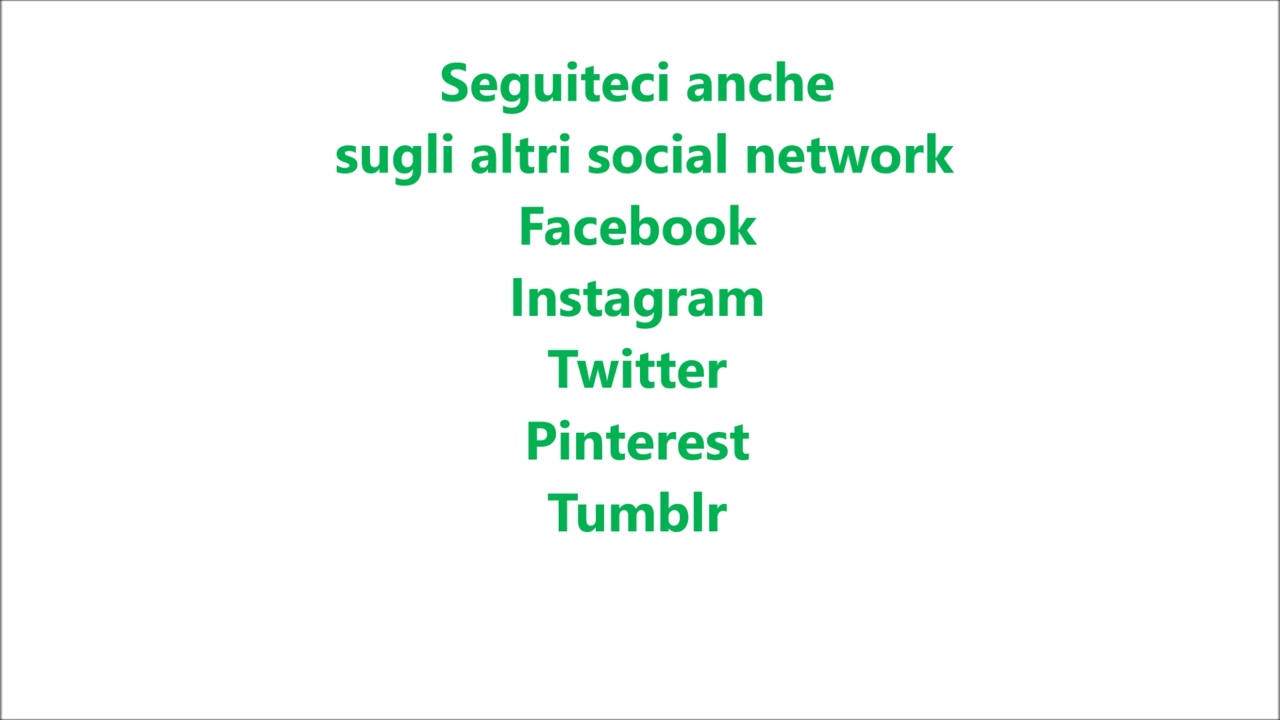 Seguiteci anche
sugli altri social network
Facebook
Instagram
Twitter
Pinterest
Tumblr